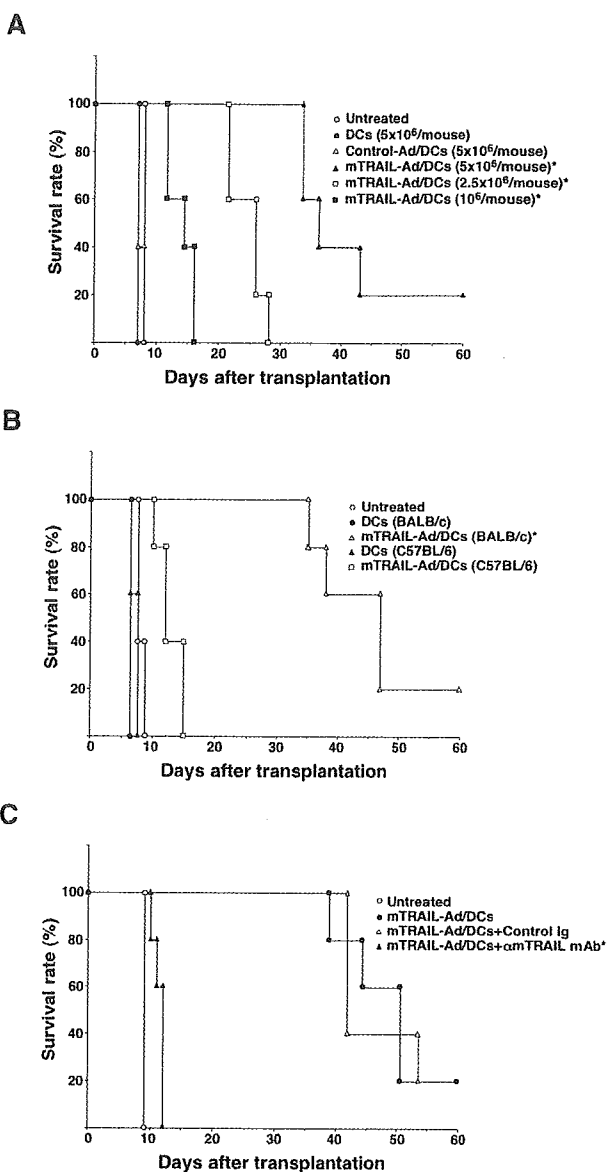 A
Survival rate (%)
100
80
60
40
20
0 10 20 30 40 50 60
Days after transplantation
Untreated
DCs (5x10⁶/mouse)
Control-Ad/DCs (5x10⁶/mouse)
mTRAIL-Ad/DCs (5x10⁶/mouse)*
mTRAIL-Ad/DCs (2.5x10⁶/mouse)*
mTRAIL-Ad/DCs (10⁶/mouse)*
B
Survival rate (%)
100
80
60
40
20
0 10 20 30 40 50 60
Days after transplantation
Untreated
DCs (BALB/c)
mTRAIL-Ad/DCs (BALB/c)*
DCs (C57BL/6)
mTRAIL-Ad/DCs (C57BL/6)
C
Survival rate (%)
100
80
60
40
20
0 10 20 30 40 50 60
Days after transplantation
Untreated
mTRAIL-Ad/DCs
mTRAIL-Ad/DCs+Control Ig
mTRAIL-Ad/DCs+αmTRAIL mAb*